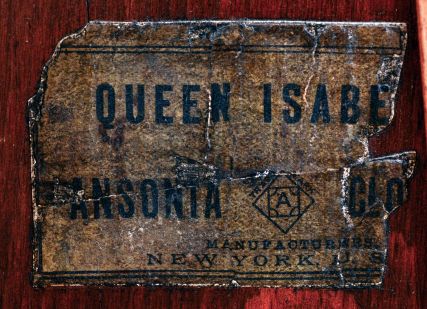 QUEEN ISABE
ANSONIA A CLO
MANUFACTURERS,
NEW YORK, U.S